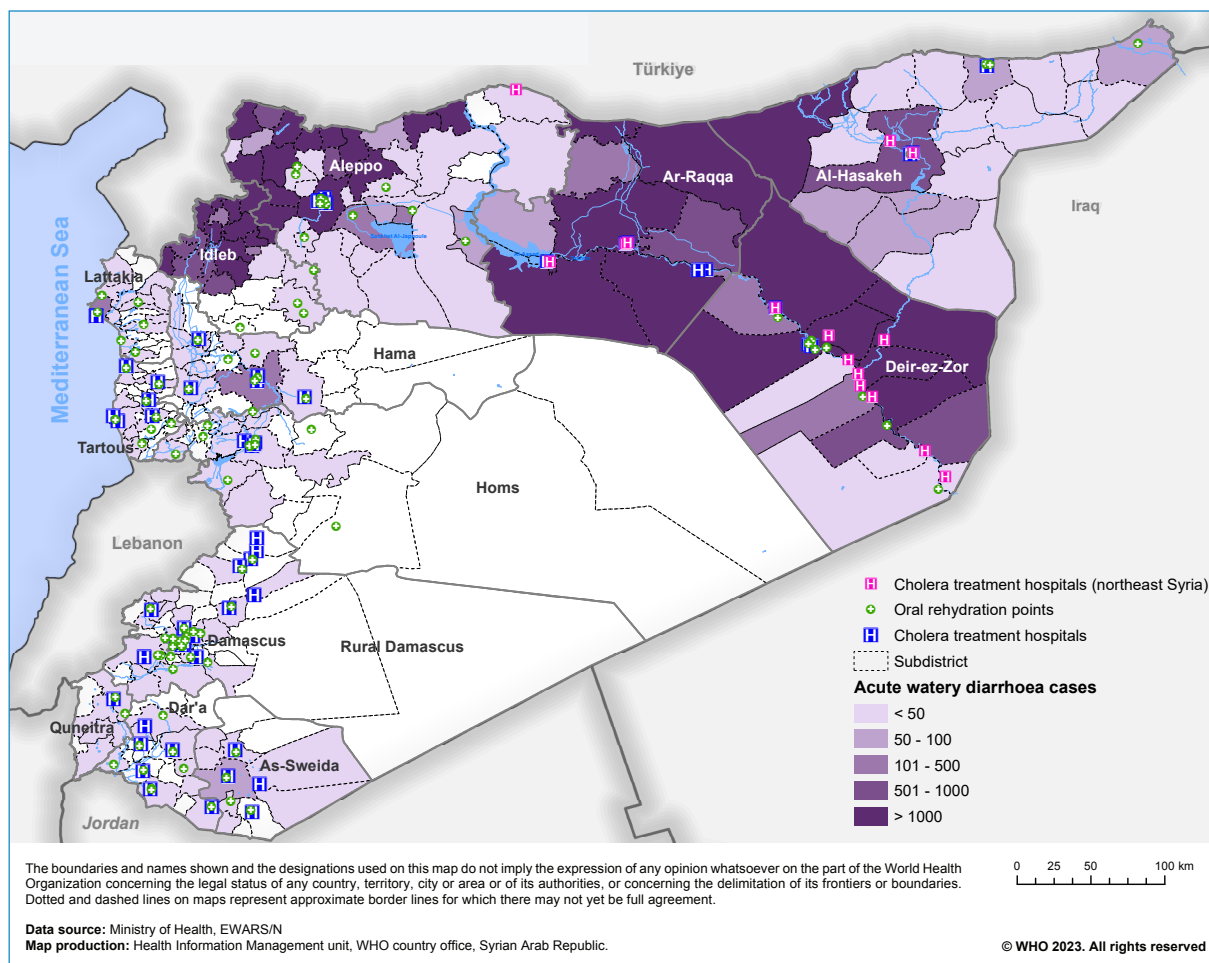 Türkiye
Aleppo
Ar-Raqqa
Al-Hasakeh
Iraq
Mediterranean Sea
Idleb
Lattakia
Hama
Deir-ez-Zor
Tartous
Homs
Lebanon
Damascus
Rural Damascus
Dar'a
Quneitra
As-Sweida
Jordan
H Cholera treatment hospitals (northeast Syria)
Oral rehydration points
H Cholera treatment hospitals
Subdistrict
Acute watery diarrhoea cases
< 50
50 - 100
101 - 500
501 - 1000
> 1000
The boundaries and names shown and the designations used on this map do not imply the expression of any opinion whatsoever on the part of the World Health
Organization concerning the legal status of any country, territory, city or area or of its authorities, or concerning the delimitation of its frontiers or boundaries.
Dotted and dashed lines on maps represent approximate border lines for which there may not yet be full agreement.
0 25 50 100 km
Data source: Ministry of Health, EWARS/N
Map production: Health Information Management unit, WHO country office, Syrian Arab Republic.
© WHO 2023. All rights reserved